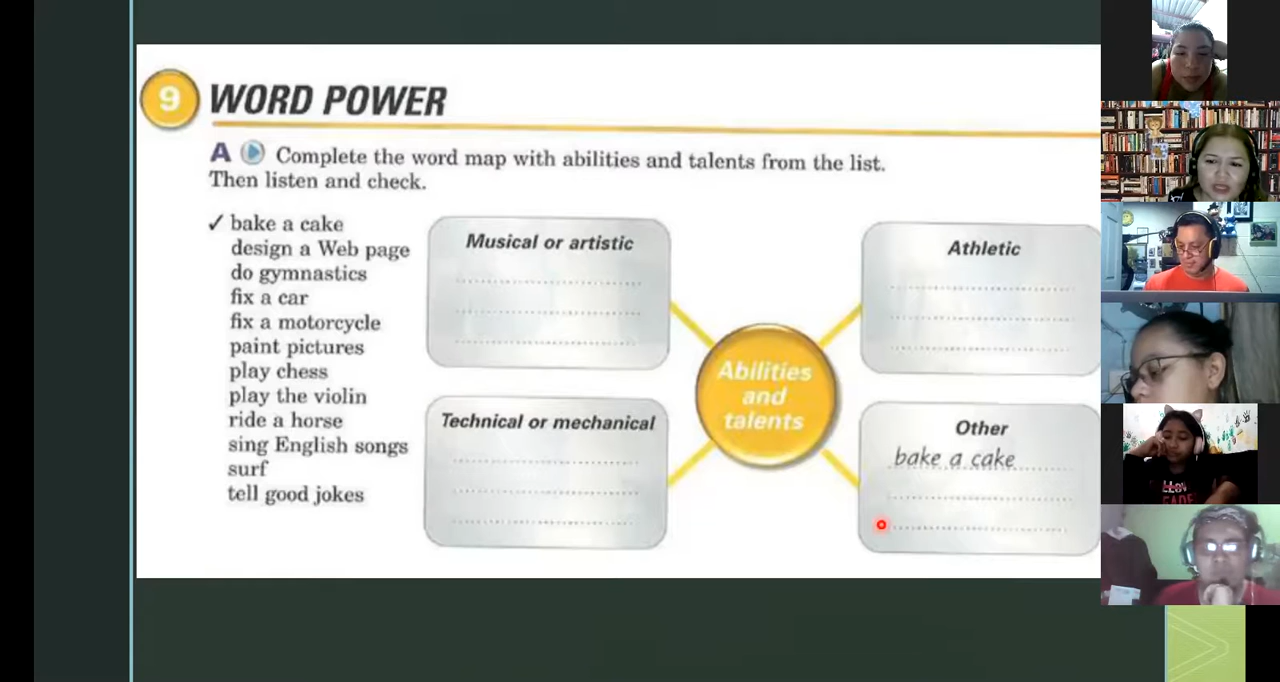 9 WORD POWER
A Complete the word map with abilities and talents from the list.
Then listen and check.
✓ bake a cake
design a Web page
do gymnastics
fix a car
fix a motorcycle
paint pictures
play chess
play the violin
ride a horse
sing English songs
surf
tell good jokes
Musical or artistic
Athletic
Abilities
and
talents
Technical or mechanical
Other
bake a cake